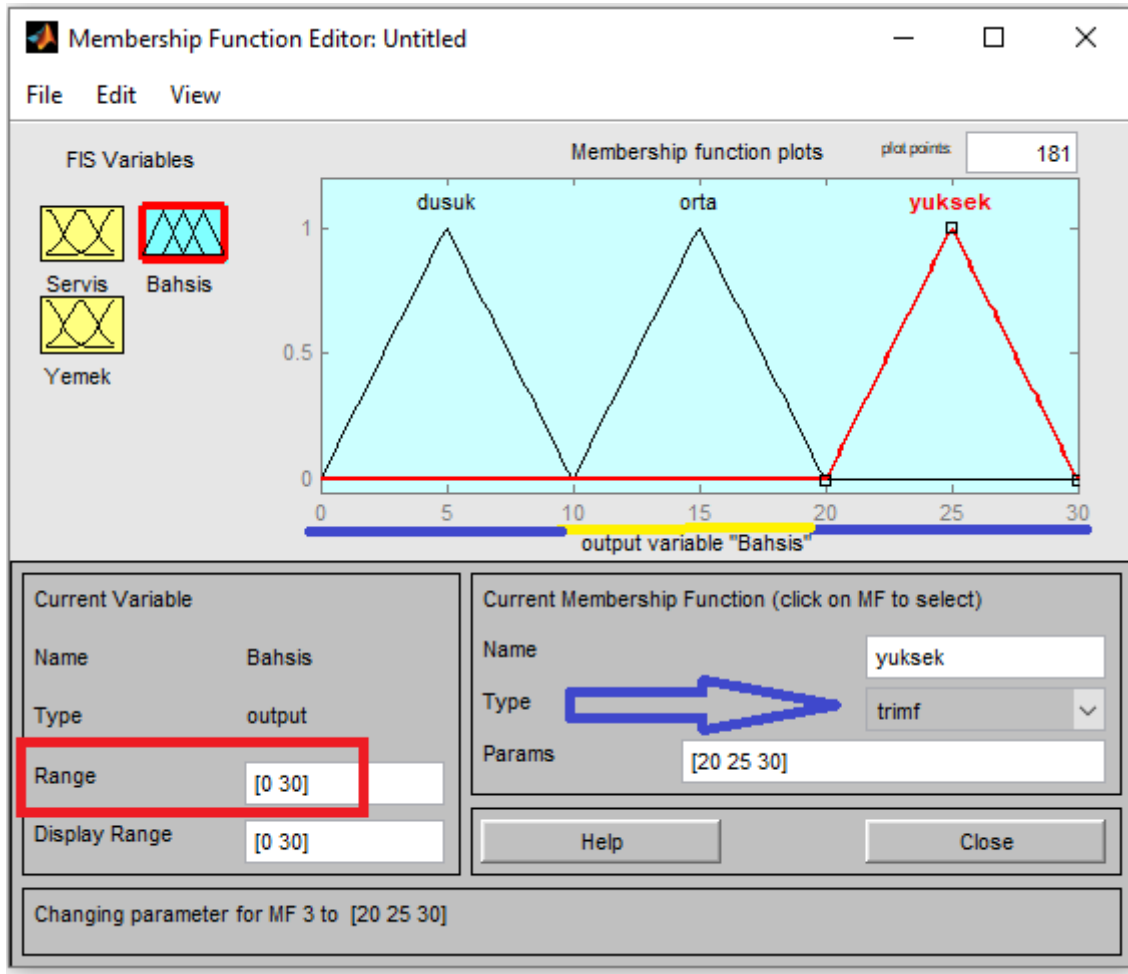 Membership Function Editor: Untitled
File Edit View
FIS Variables
Membership function plots
plot points:
181
Servis
Bahsis
Yemek
dusuk
orta
yuksek
1
0.5
0
0 5 10 15 20 25 30
output variable "Bahsis"
Current Variable
Name Bahsis
Type output
Range [0 30]
Display Range [0 30]
Current Membership Function (click on MF to select)
Name yuksek
Type trimf
Params [20 25 30]
Help
Close
Changing parameter for MF 3 to [20 25 30]